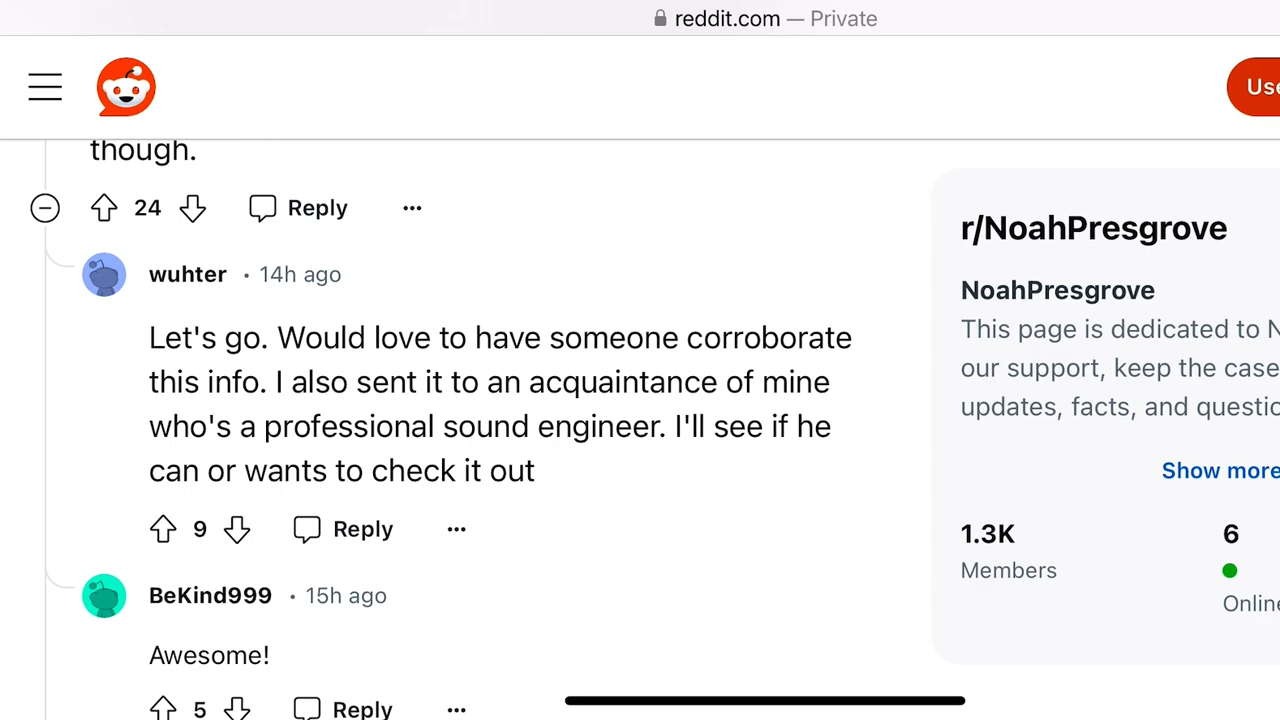 reddit.com — Private
Use
though.
24 Reply ...
wuhter • 14h ago
Let's go. Would love to have someone corroborate
this info. I also sent it to an acquaintance of mine
who's a professional sound engineer. I'll see if he
can or wants to check it out
9 Reply ...
BeKind999 • 15h ago
Awesome!
5 Reply ...
r/NoahPresgrove
NoahPresgrove
This page is dedicated to N
our support, keep the case
updates, facts, and questio
Show more
1.3K 6
Members Online